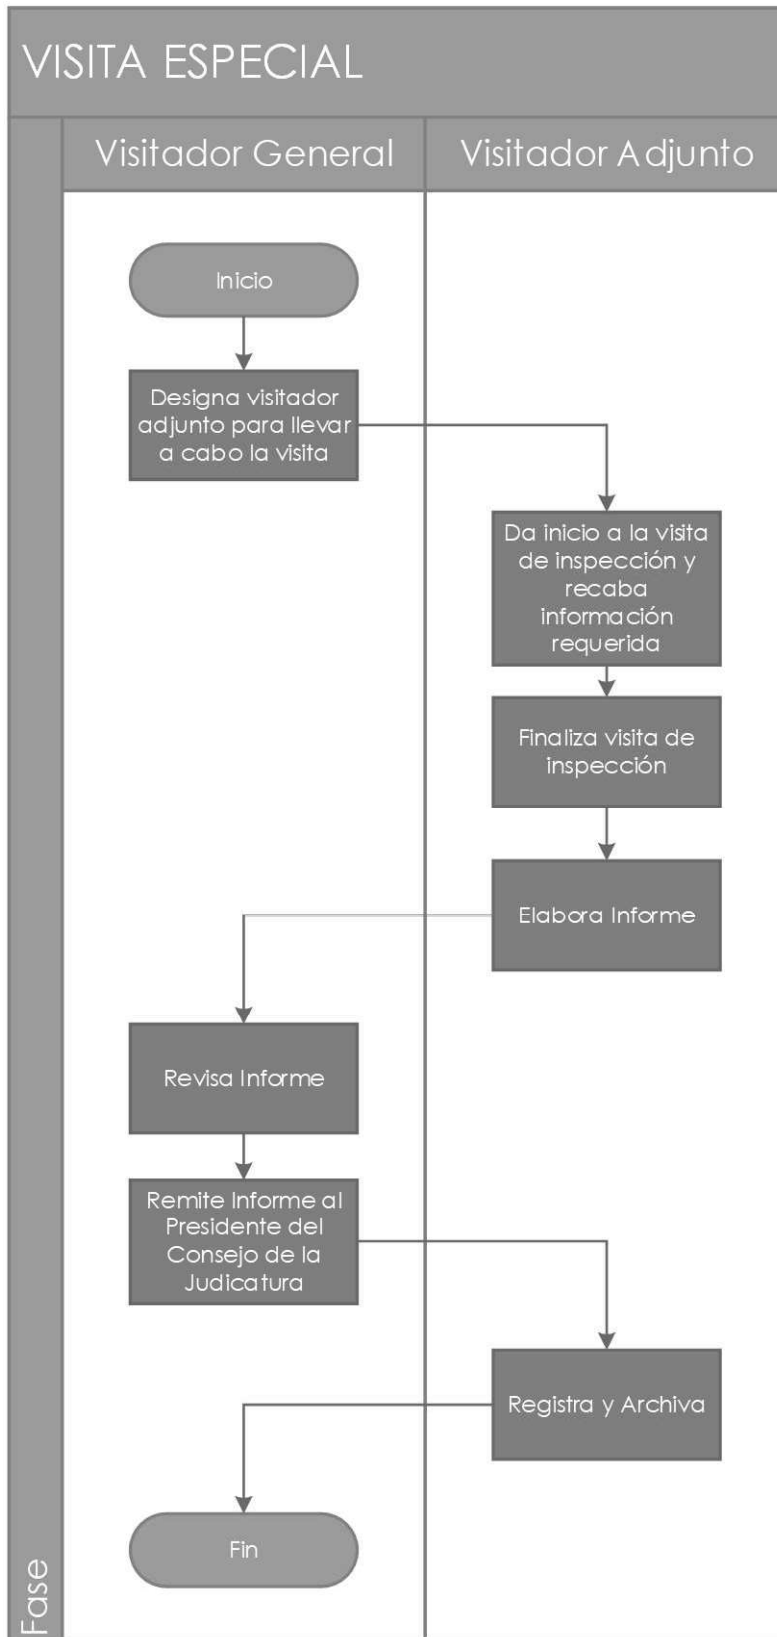 VISITA ESPECIAL
Visitador General
Visitador Adjunto
Inicio
Designa visitador
adjunto para llevar
a cabo la visita
Da inicio a la visita
de inspección y
recaba
información
requerida
Finaliza visita de
inspección
Elabora Informe
Revisa Informe
Remite Informe al
Presidente del
Consejo de la
Judicatura
Registra y Archiva
Fin
Fase